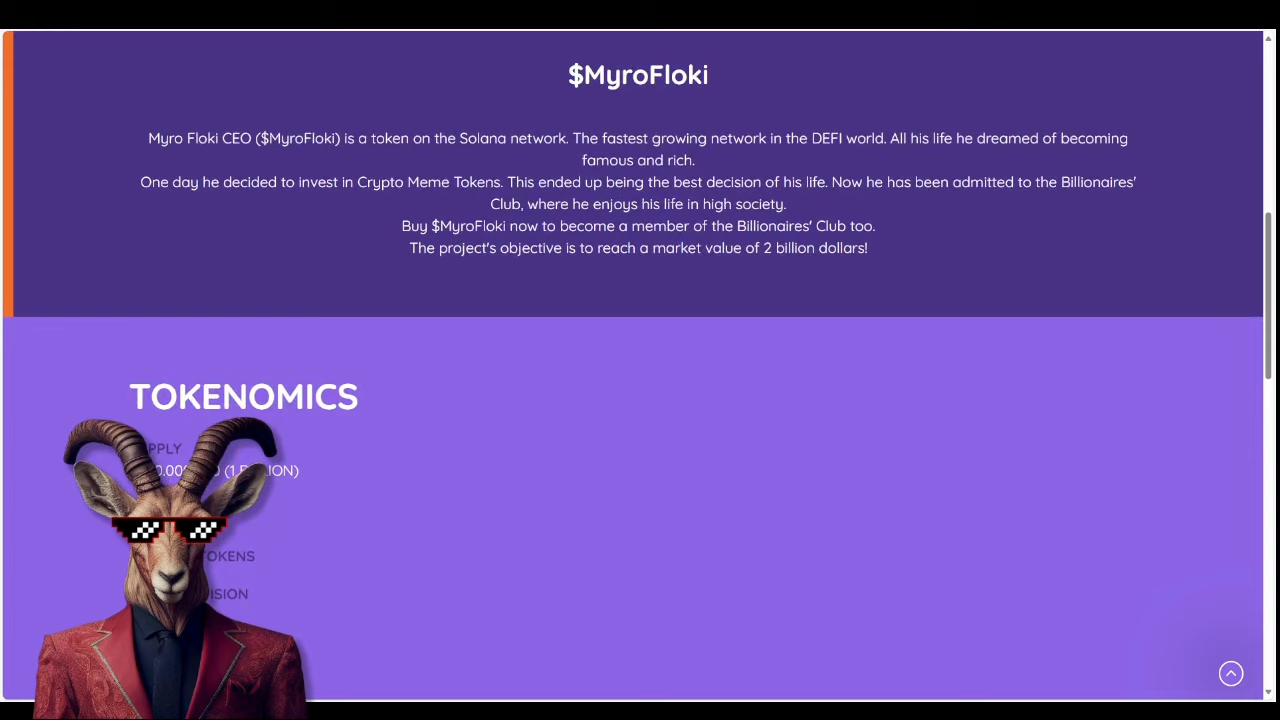 $MyroFloki
Myro Floki CEO ($MyroFloki) is a token on the Solana network. The fastest growing network in the DEFI world. All his life he dreamed of becoming
famous and rich.
One day he decided to invest in Crypto Meme Tokens. This ended up being the best decision of his life. Now he has been admitted to the Billionaires'
Club, where he enjoys his life in high society.
Buy $MyroFloki now to become a member of the Billionaires' Club too.
The project's objective is to reach a market value of 2 billion dollars!
TOKENOMICS